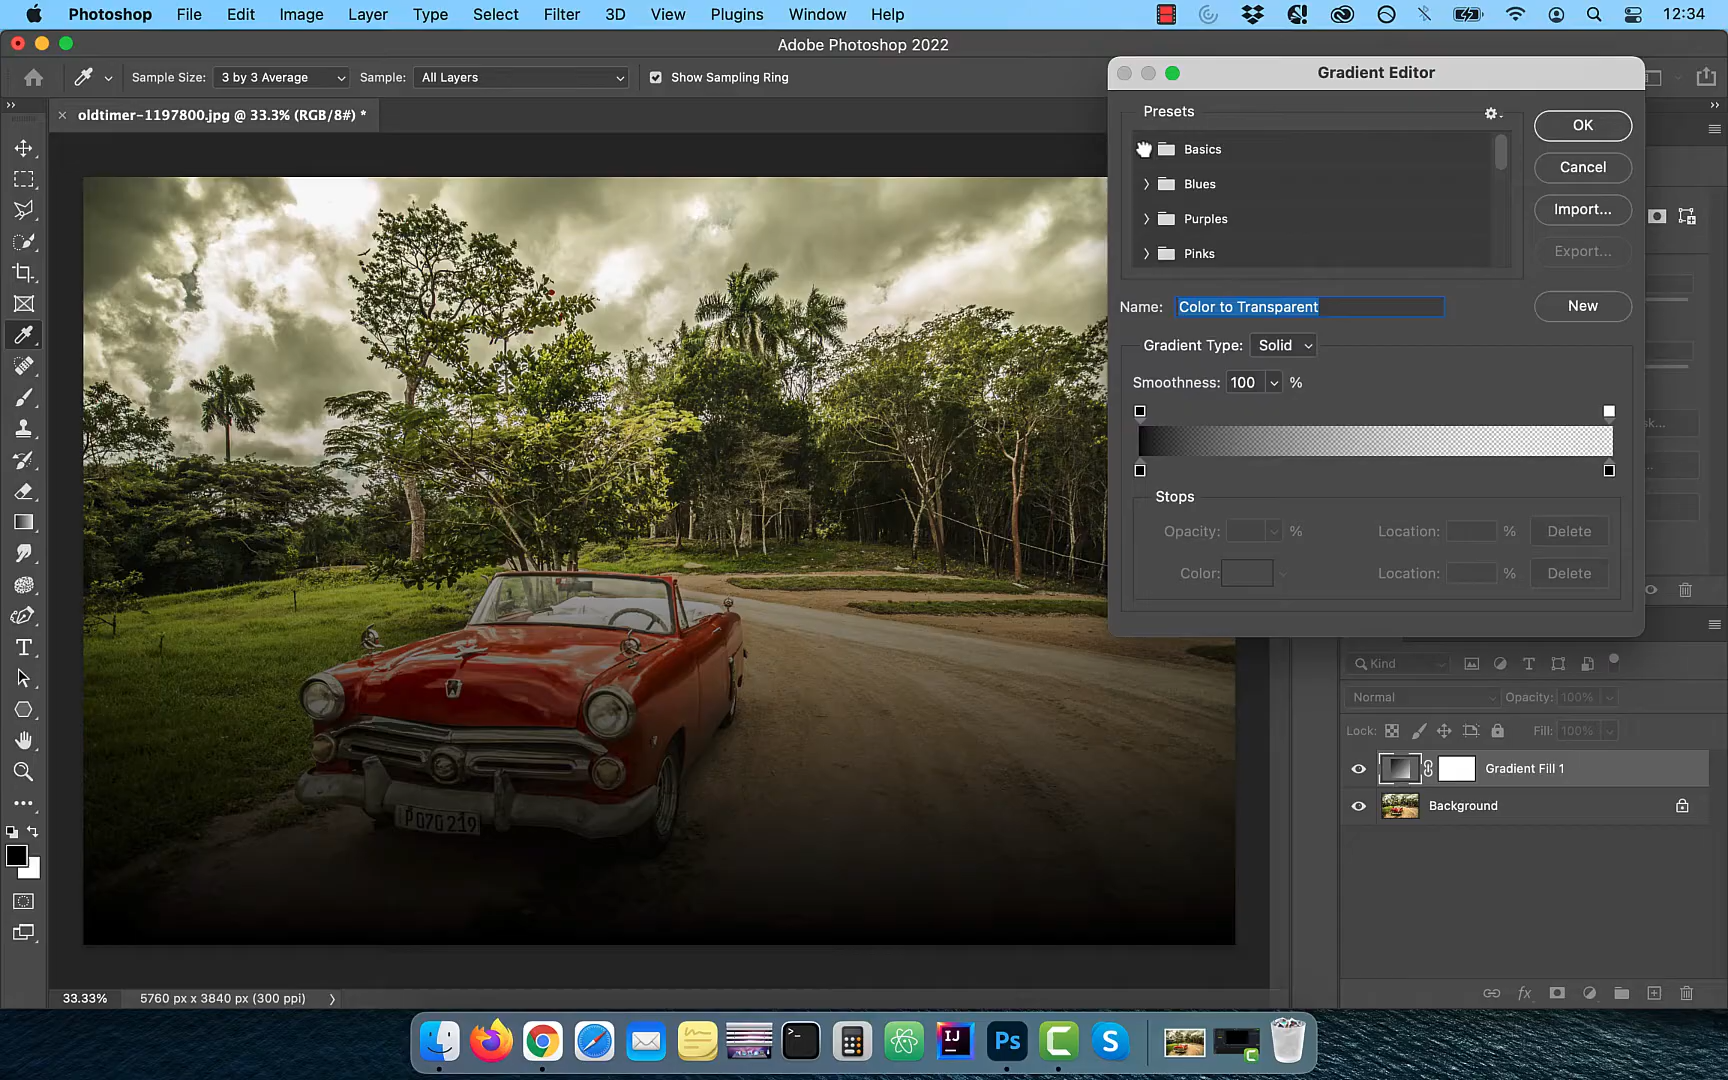 Photoshop File Edit Image Layer Type Select Filter 3D View Plugins Window Help 12:34
Adobe Photoshop 2022
Sample Size: 3 by 3 Average Sample: All Layers Show Sampling Ring
oldtimer-1197800.jpg @ 33.3% (RGB/8#) *
Gradient Editor
Presets
Basics
Blues
Purples
Pinks
OK
Cancel
Import...
Export...
Name: Color to Transparent
New
Gradient Type: Solid
Smoothness: 100 %
Stops
Opacity: % Location: % Delete
Color: Location: % Delete
Kind
Normal Opacity: 100%
Lock: Fill: 100%
Gradient Fill 1
Background
P 070 219
33.33% 5760 px x 3840 px (300 ppi)
fx
IJ
Ps
C
S